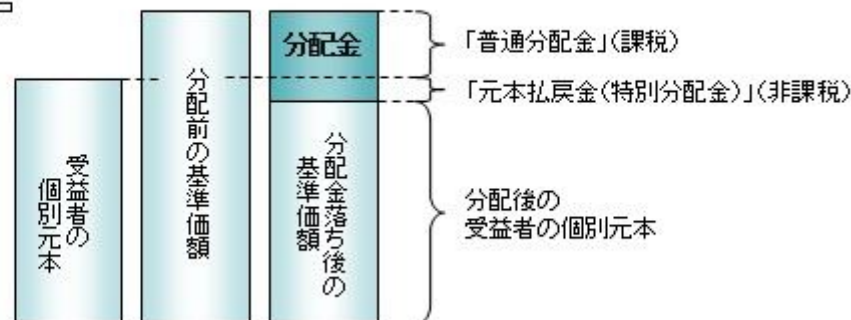 分配金
「普通分配金」(課税)
「元本払戻金(特別分配金)」(非課税)
受益者の
個別元本
分配前の基準価額
分配金落ち後の
基準価額
分配後の
受益者の個別元本